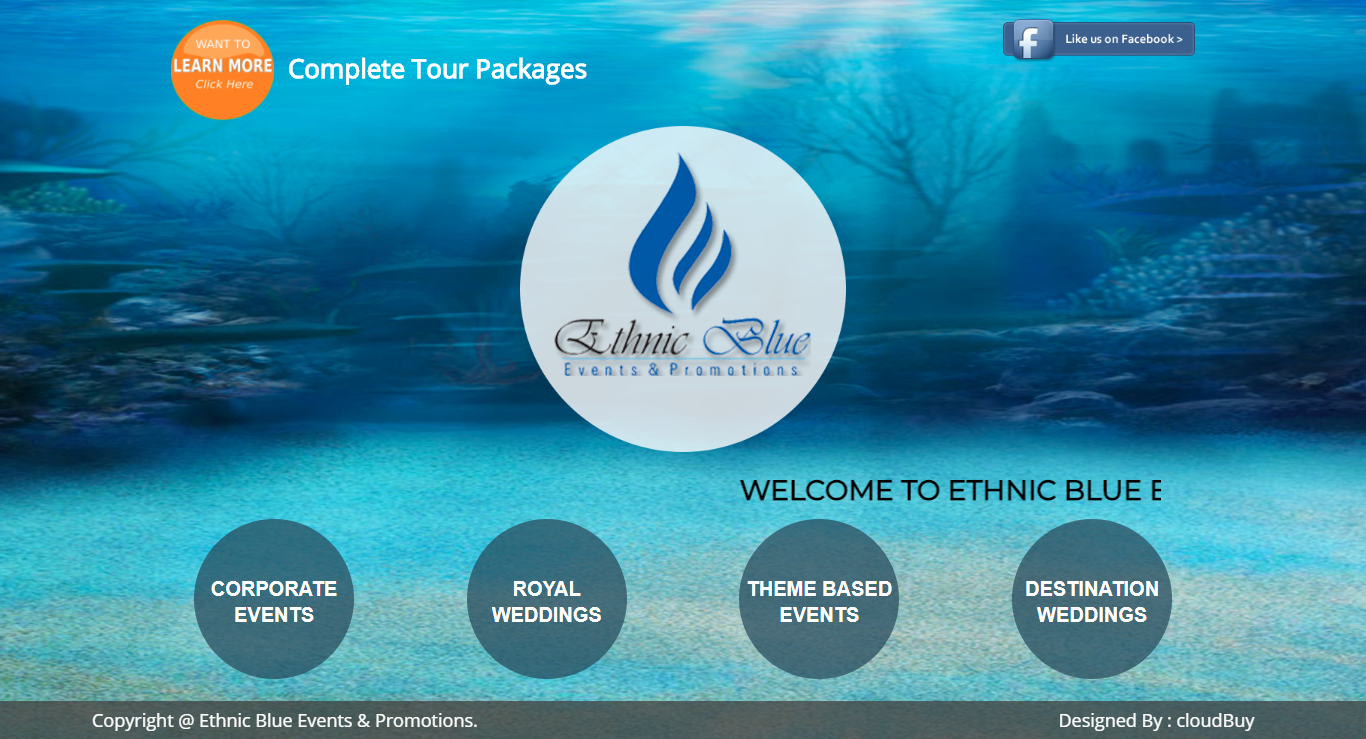 WANT TO
LEARN MORE
Click Here
Complete Tour Packages
f
Like us on Facebook >
Ethnic Blue
Events & Promotions
WELCOME TO ETHNIC BLUE E
CORPORATE
EVENTS
ROYAL
WEDDINGS
THEME BASED
EVENTS
DESTINATION
WEDDINGS
Copyright @ Ethnic Blue Events & Promotions.
Designed By : cloudBuy